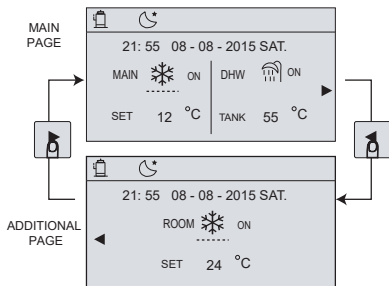 MAIN
PAGE
21: 55 08 - 08 - 2015 SAT.
MAIN ON DHW ON
SET 12 °C TANK 55 °C
ADDITIONAL
PAGE
21: 55 08 - 08 - 2015 SAT.
ROOM ON
SET 24 °C